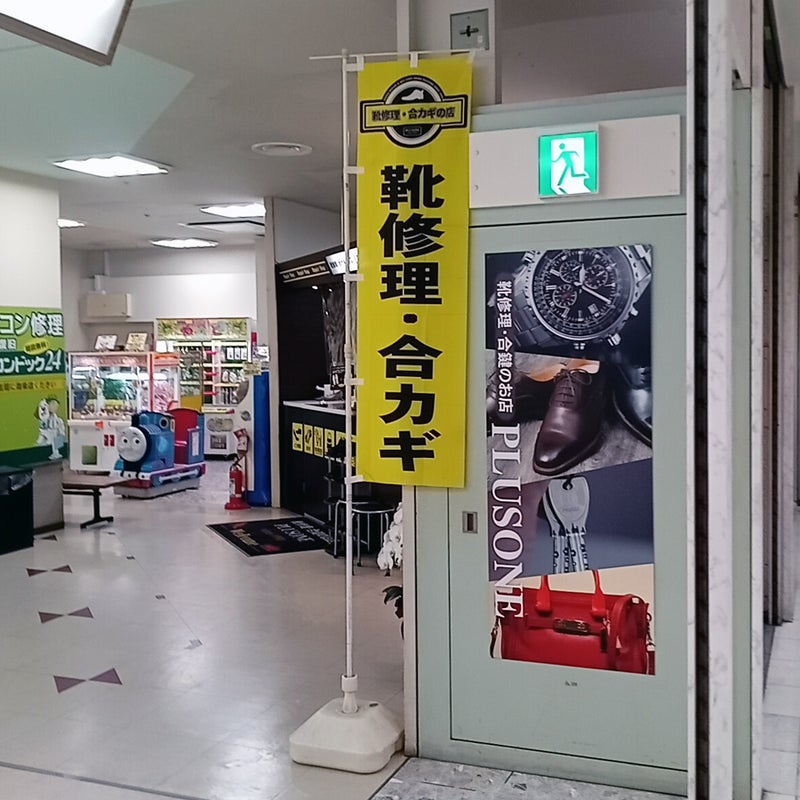 靴修理・合カギの店
靴修理・合カギ
靴修理・合鍵のお店
PLUSONE
コン修理
コンドック24